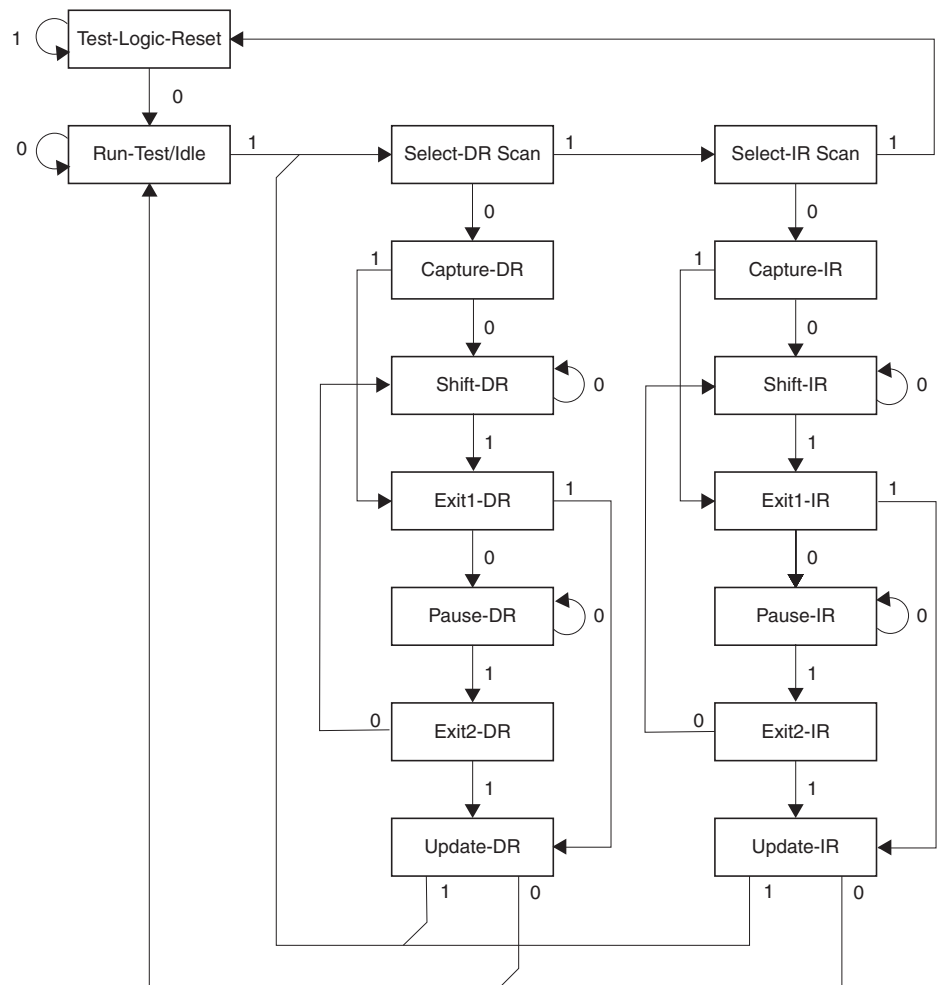 1 Test-Logic-Reset
0
0 Run-Test/Idle 1 Select-DR Scan 1 Select-IR Scan 1
0 0
1 Capture-DR 1 Capture-IR
0 0
Shift-DR 0 Shift-IR 0
1 1
Exit1-DR 1 Exit1-IR 1
0 0
Pause-DR 0 Pause-IR 0
1 1
0 Exit2-DR 0 Exit2-IR
1 1
Update-DR Update-IR
1 0 1 0